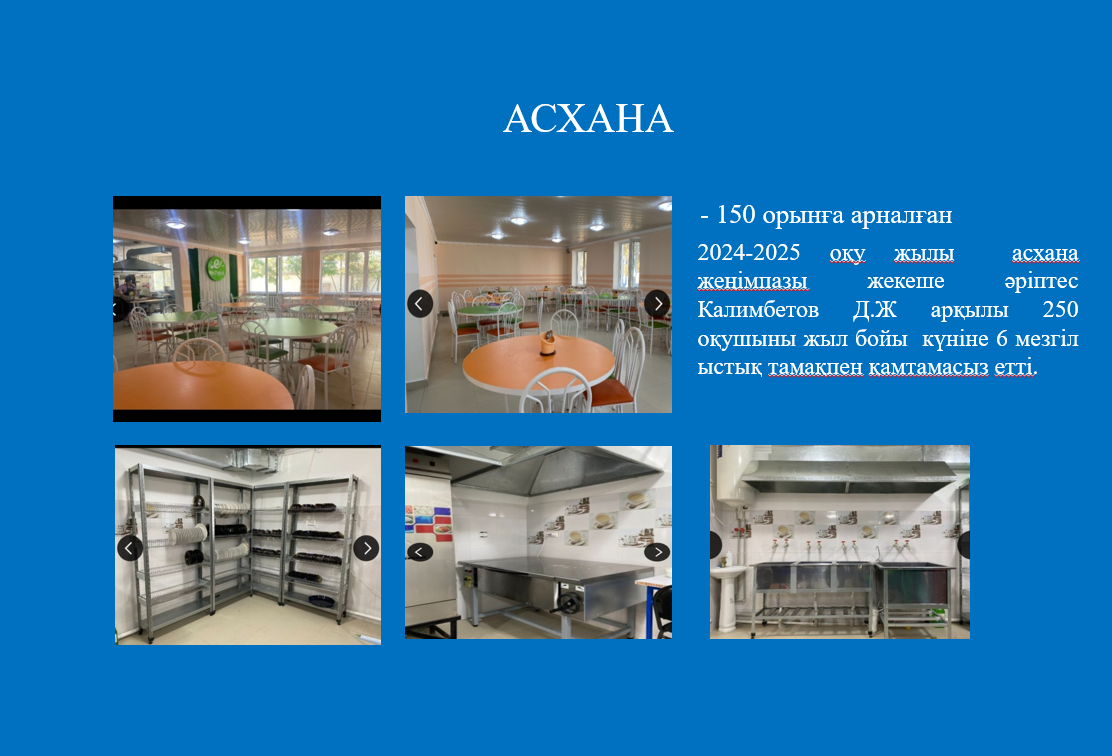 АСХАНА
- 150 орынға арналған
2024-2025 оқу жылы асхана
женімпазы жекеше әріптес
Калимбетов Д.Ж арқылы 250
оқушыны жыл бойы күніне 6 мезгіл
ыстық тамақпен қамтамасыз етті.